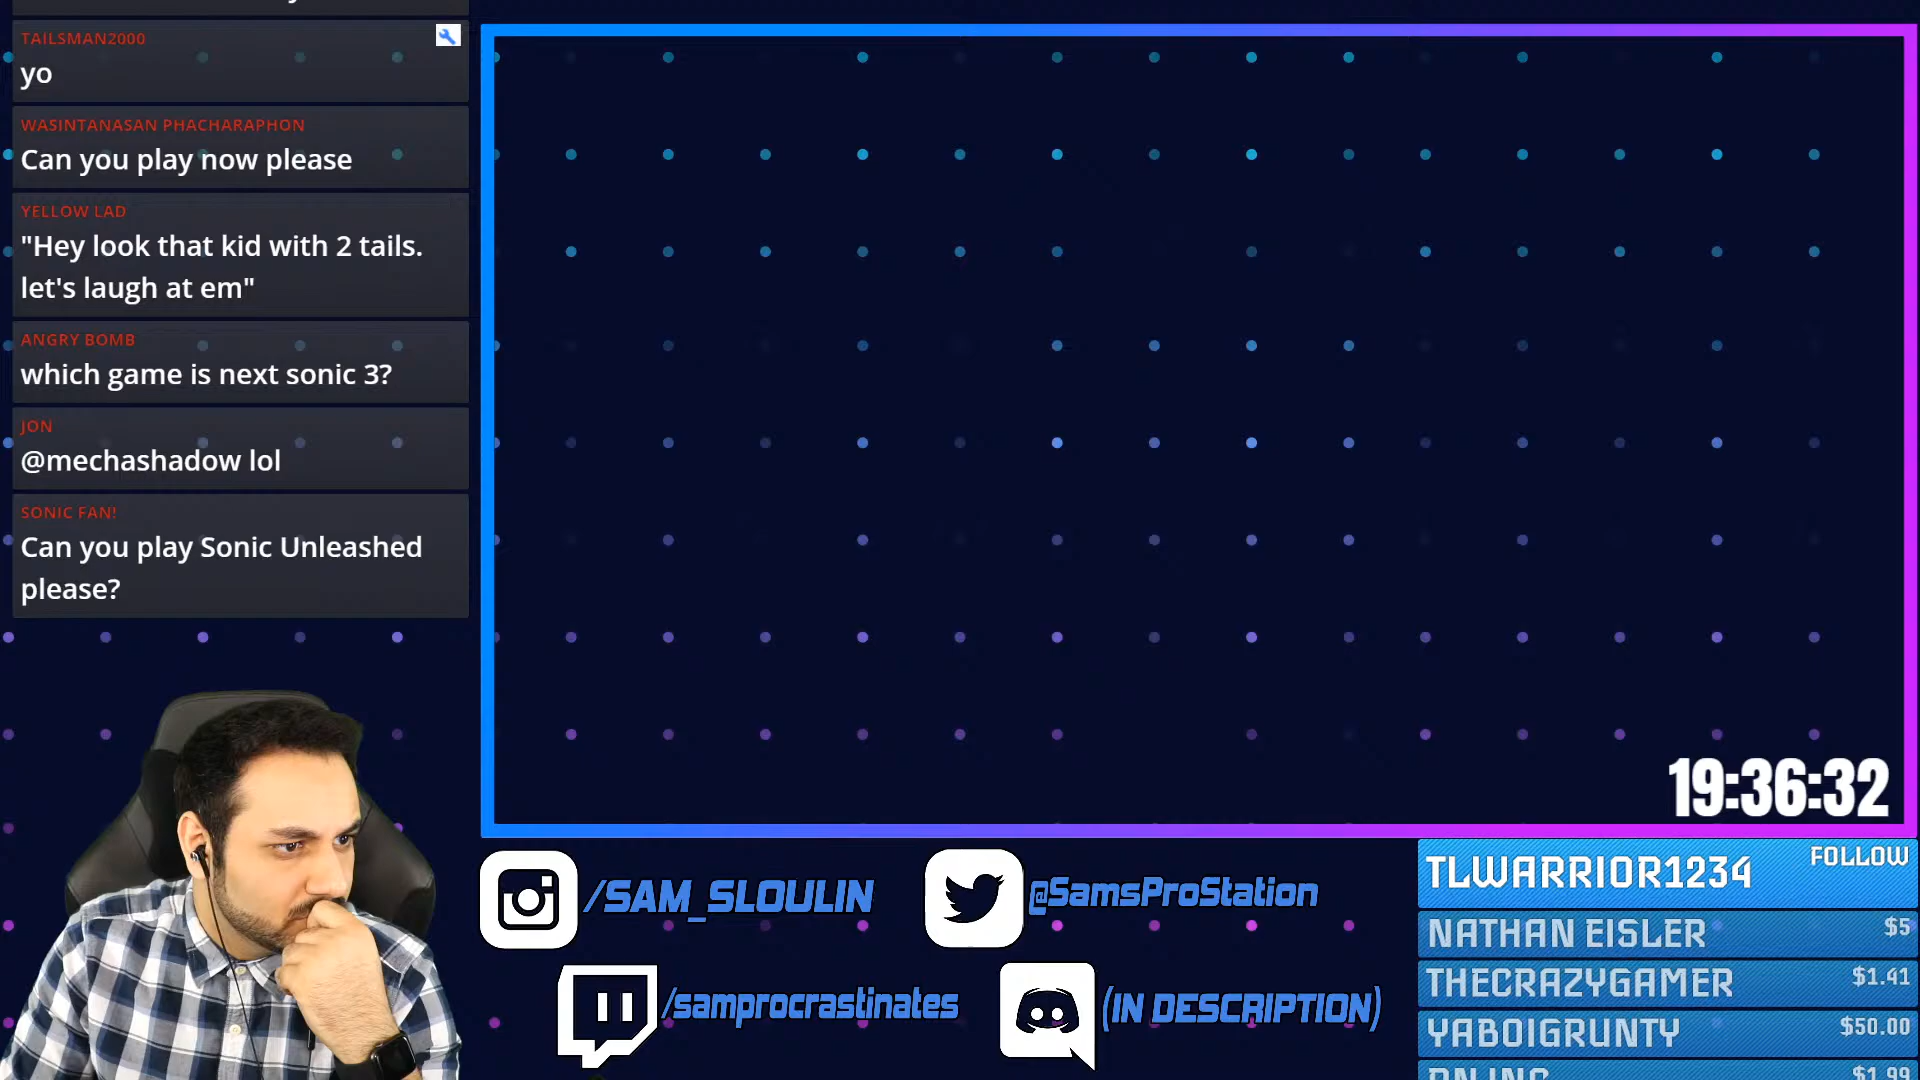 TAILSMAN2000
yo
WASINTANASAN PHACHARAPHON
Can you play now please
YELLOW LAD
"Hey look that kid with 2 tails.
let's laugh at em"
ANGRY BOMB
which game is next sonic 3?
JON
@mechashadow lol
SONIC FAN!
Can you play Sonic Unleashed
please?
19:36:32
/SAM_SLOULIN
@SamsProStation
/samprocrastinates
(IN DESCRIPTION)
TLWARRIOR1234 FOLLOW
NATHAN EISLER $5
THECRAZYGAMER $1.41
YABOIGRUNTY $50.00
$1.99